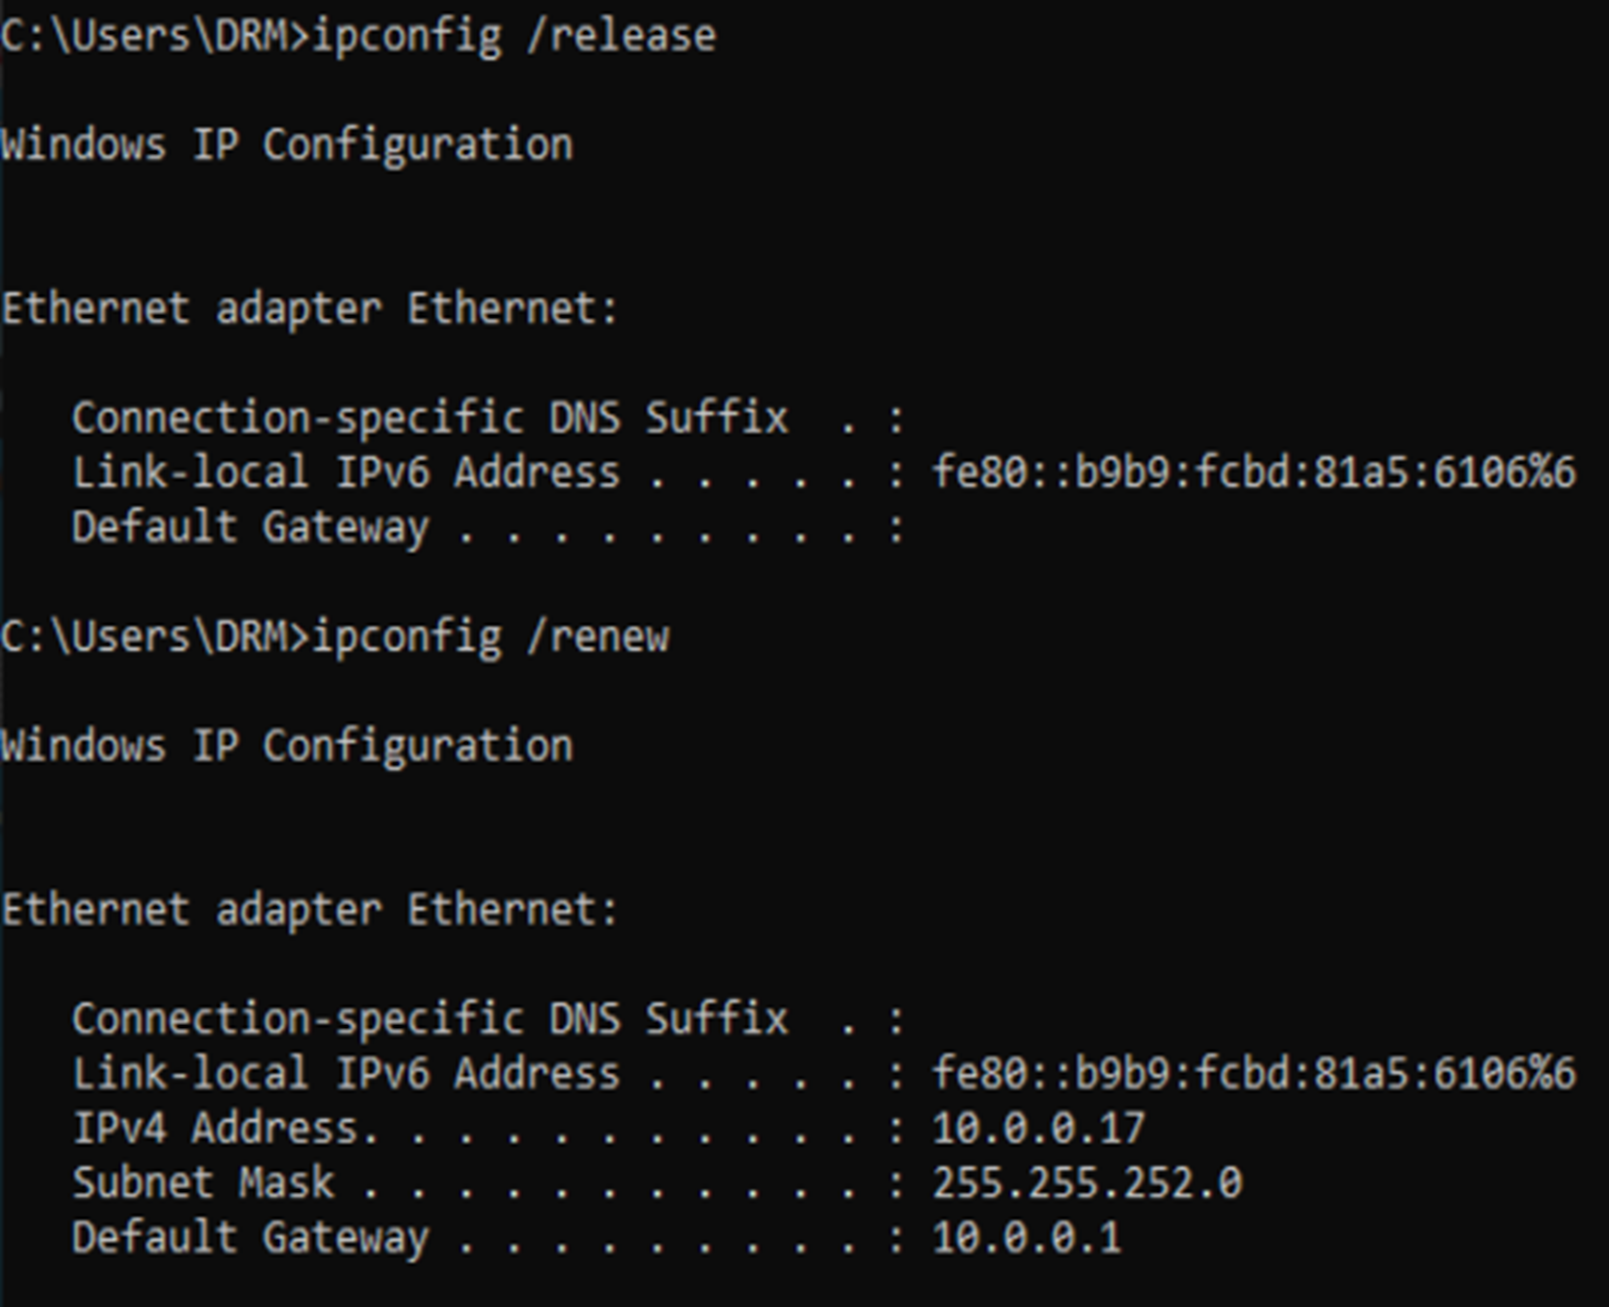 C:\Users\DRM>ipconfig /release
Windows IP Configuration
Ethernet adapter Ethernet:
Connection-specific DNS Suffix  . :
Link-local IPv6 Address . . . . . : fe80::b9b9:fcbd:81a5:6106%6
Default Gateway . . . . . . . . . :
C:\Users\DRM>ipconfig /renew
Windows IP Configuration
Ethernet adapter Ethernet:
Connection-specific DNS Suffix  . :
Link-local IPv6 Address . . . . . : fe80::b9b9:fcbd:81a5:6106%6
IPv4 Address. . . . . . . . . . . : 10.0.0.17
Subnet Mask . . . . . . . . . . . : 255.255.252.0
Default Gateway . . . . . . . . . : 10.0.0.1